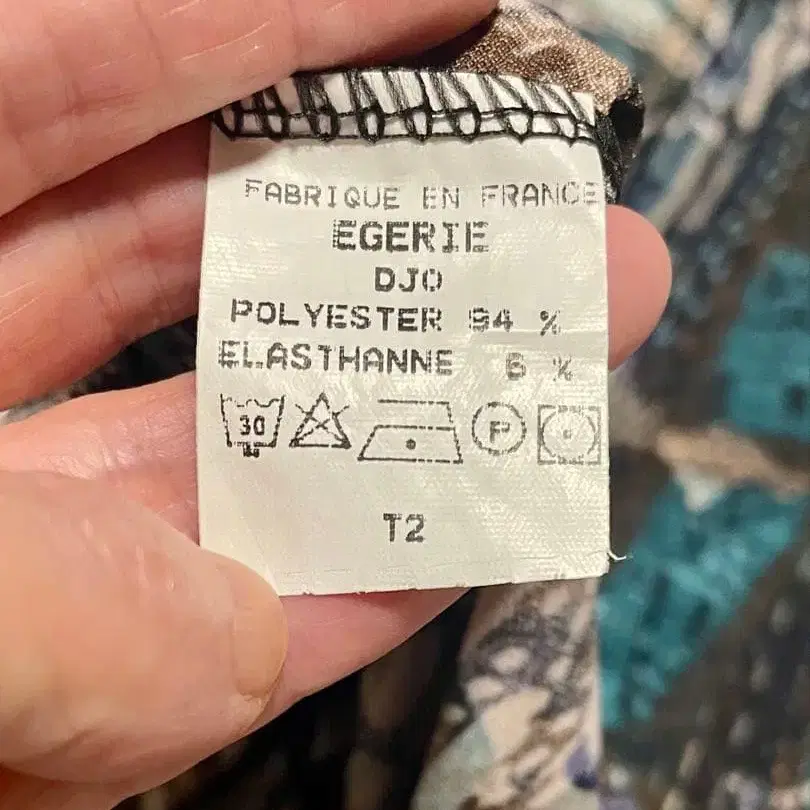 FABRIQUE EN FRANCE
EGERIE
DJO
POLYESTER 94 %
ELASTHANNE 6 %
30 P
T2